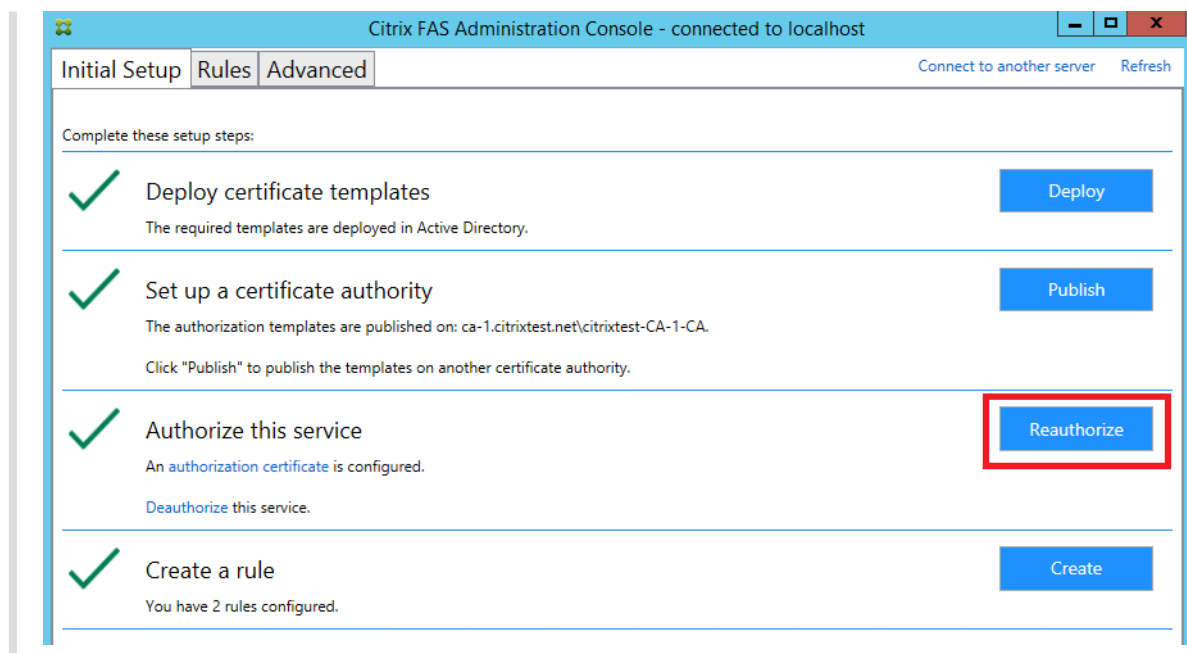 Citrix FAS Administration Console - connected to localhost
Initial Setup Rules Advanced Connect to another server Refresh
Complete these setup steps:
Deploy certificate templates Deploy
The required templates are deployed in Active Directory.
Set up a certificate authority Publish
The authorization templates are published on: ca-1.citrixtest.net\citrixtest-CA-1-CA.
Click "Publish" to publish the templates on another certificate authority.
Authorize this service Reauthorize
An authorization certificate is configured.
Deauthorize this service.
Create a rule Create
You have 2 rules configured.